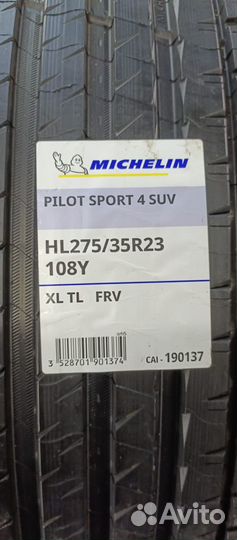 MICHELIN
PILOT SPORT 4 SUV
HL275/35R23
108Y
XL TL FRV
3 528701 901374
CAI - 190137
Avito